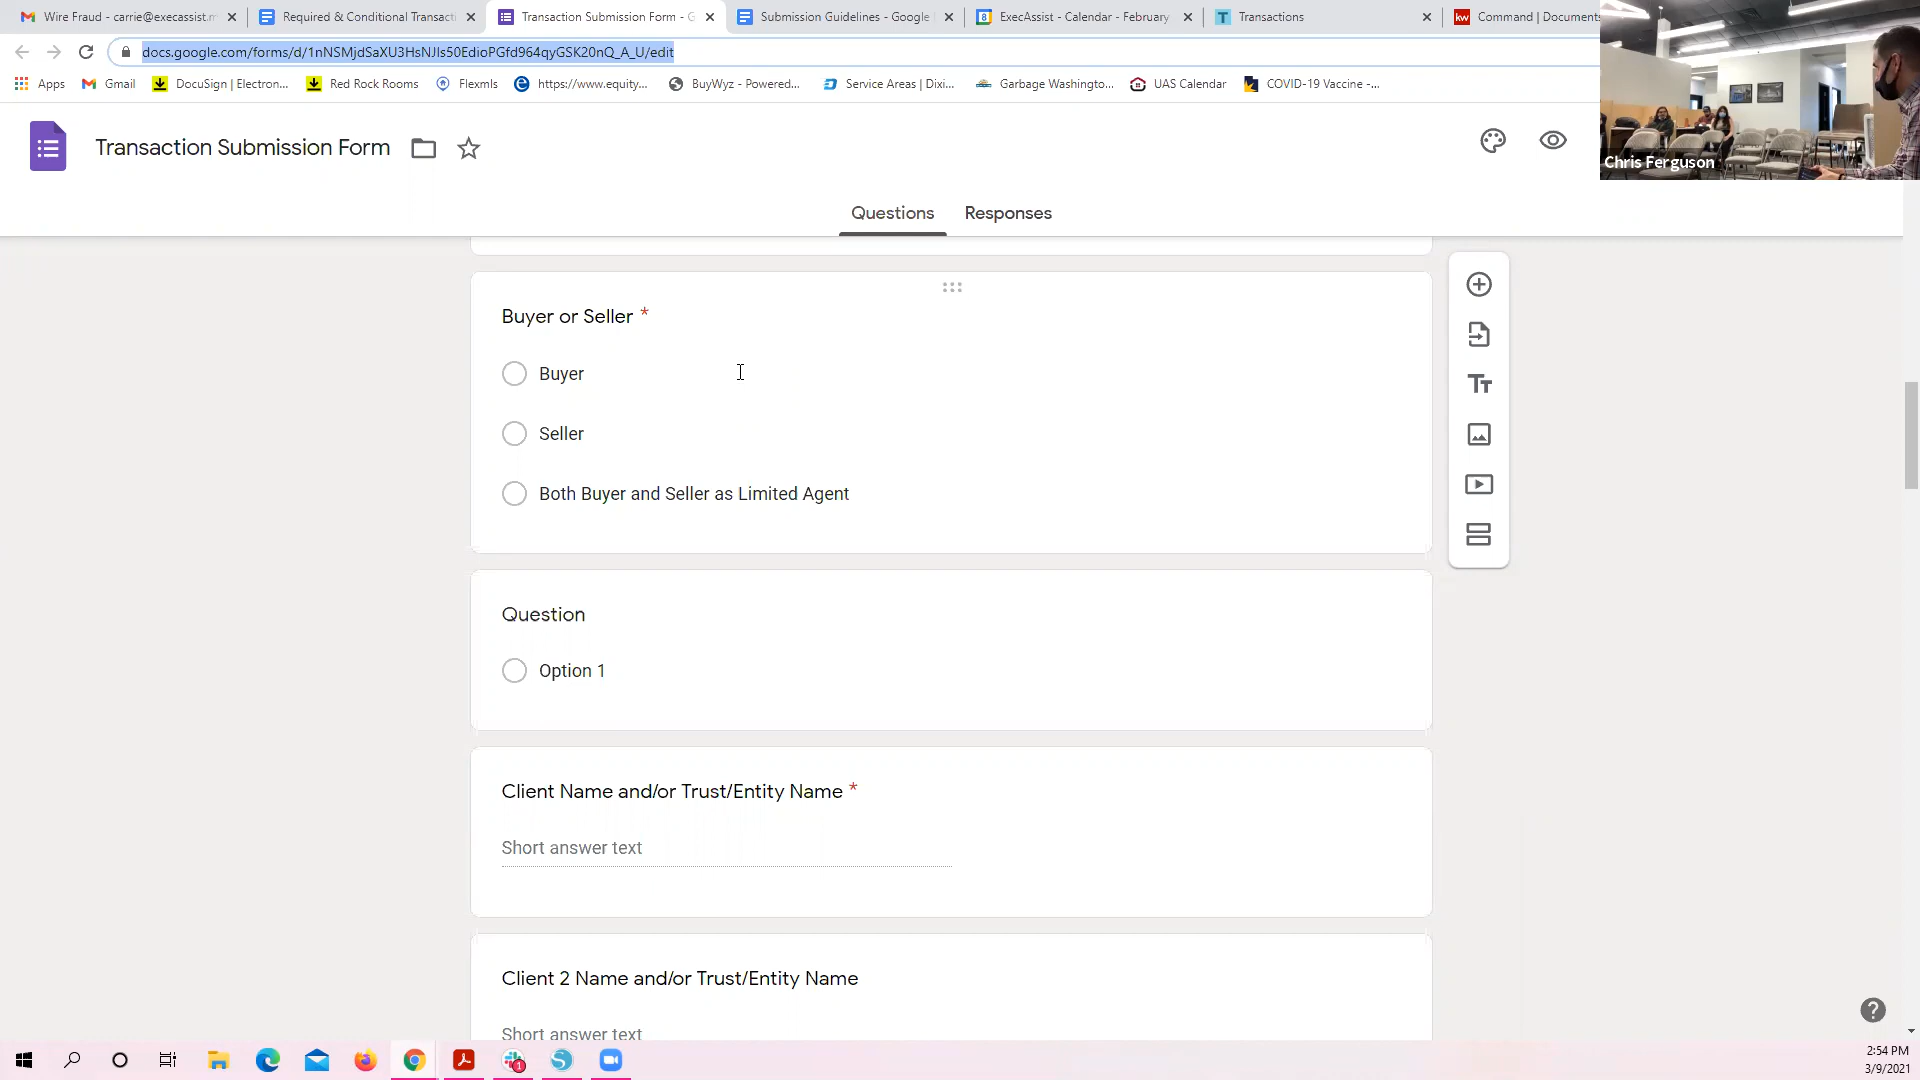 Wire Fraud - carrie@execassist.m
Required & Conditional Transacti
Transaction Submission Form - G
Submission Guidelines - Google
ExecAssist - Calendar - February
Transactions
Command | Documents
docs.google.com/forms/d/1nNSMjdSaXU3HsNJIs50EdioPGfd964qyGSK20nQ_A_U/edit
Apps
Gmail
DocuSign | Electron...
Red Rock Rooms
Flexmls
https://www.equity...
BuyWyz - Powered...
Service Areas | Dixi...
Garbage Washingto...
UAS Calendar
COVID-19 Vaccine -...
Transaction Submission Form
Chris Ferguson
Questions
Responses
Buyer or Seller *
Buyer
Seller
Both Buyer and Seller as Limited Agent
Question
Option 1
Client Name and/or Trust/Entity Name *
Short answer text
Client 2 Name and/or Trust/Entity Name
Short answer text
2:54 PM
3/9/2021